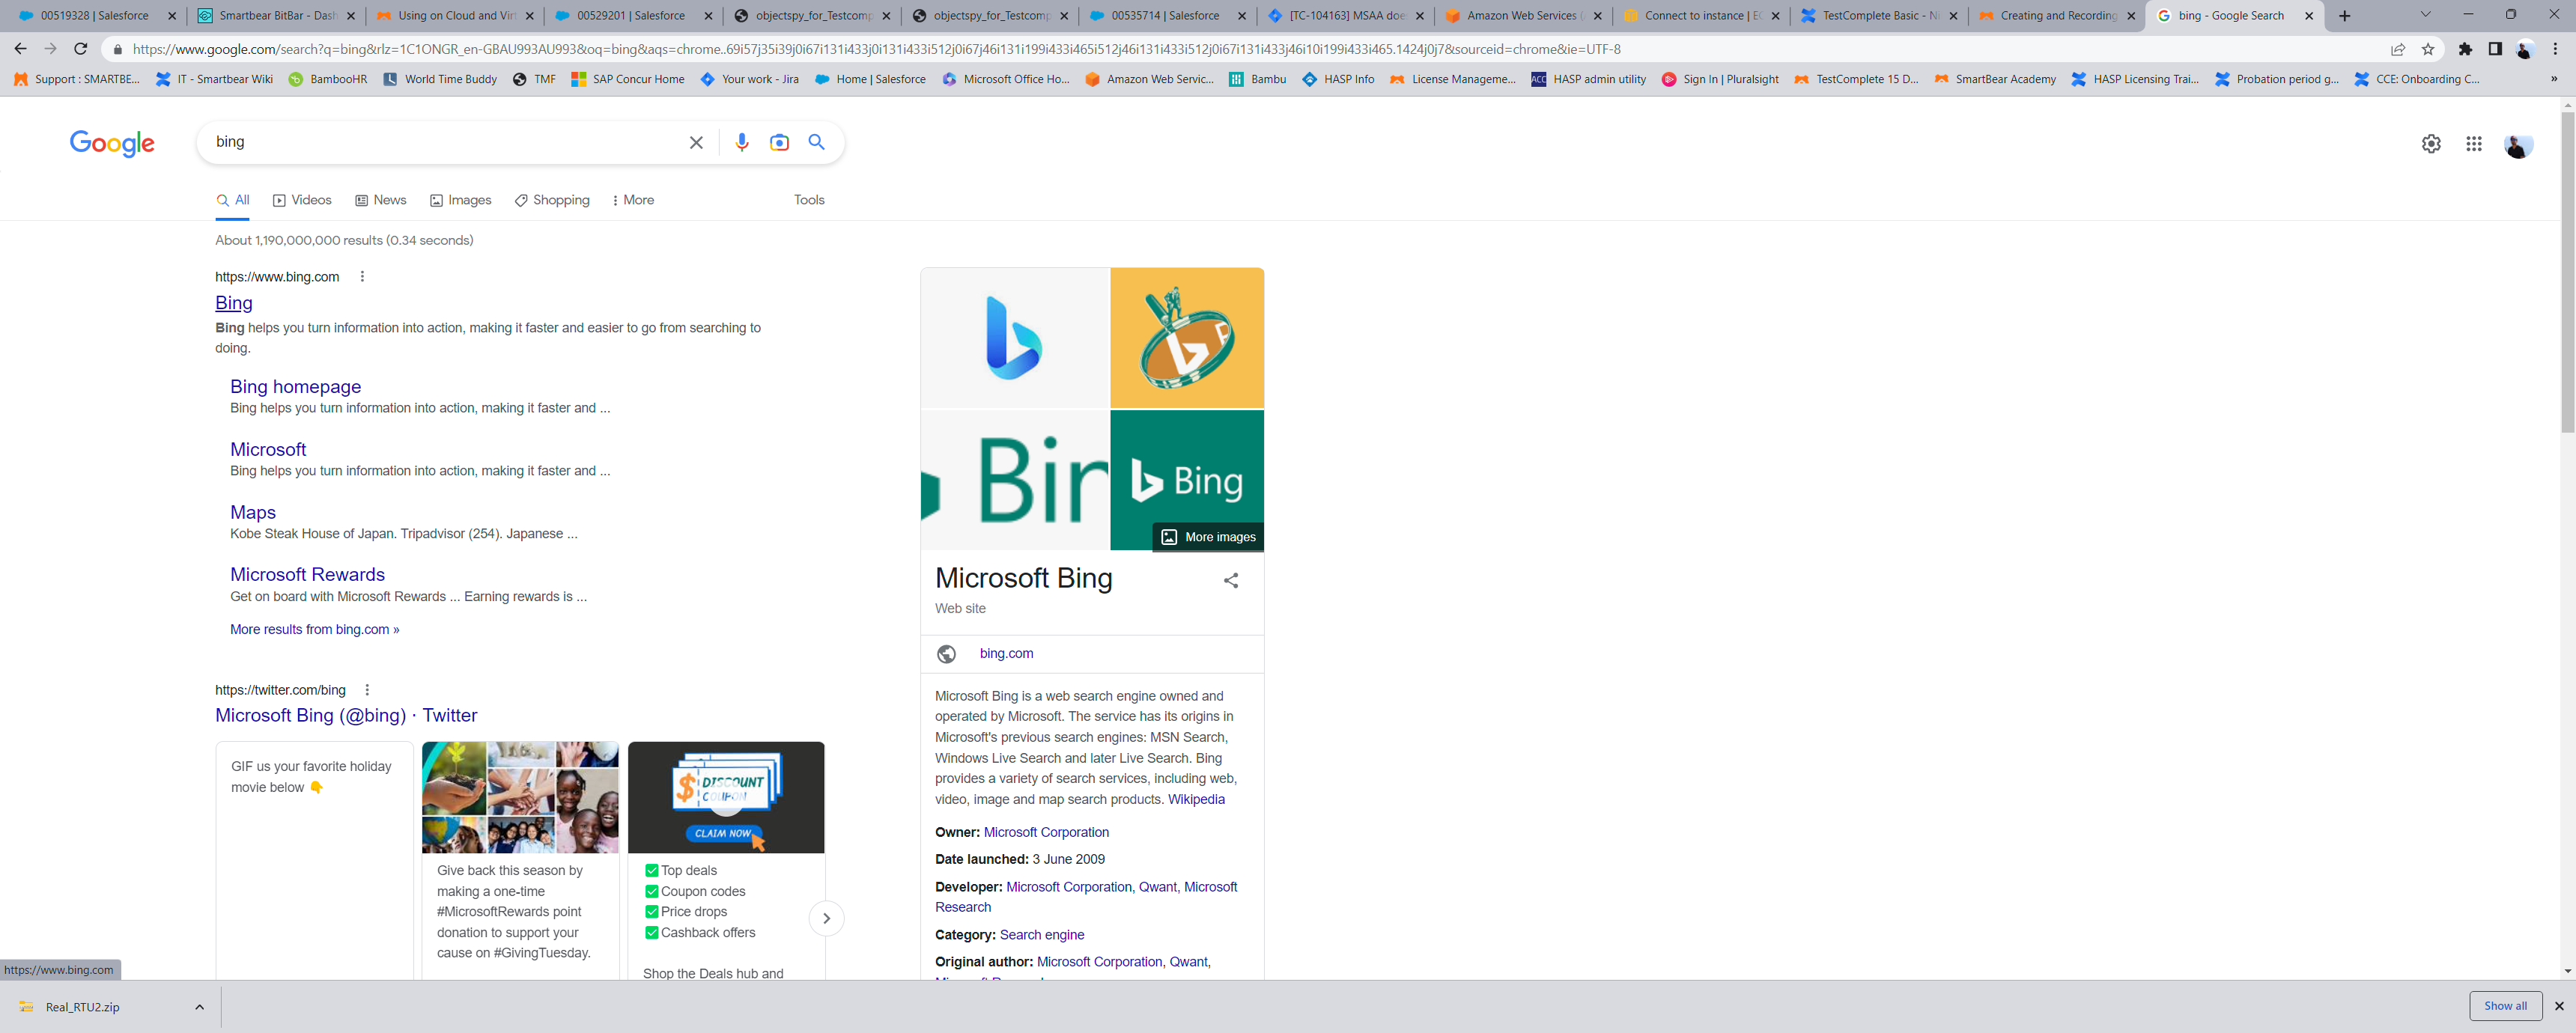 00519328 | Salesforce
Smartbear BitBar - Dash
Using on Cloud and Virt
00529201 | Salesforce
objectspy_for_Testcomp
objectspy_for_Testcomp
00535714 | Salesforce
[TC-104163] MSAA doe
Amazon Web Services (
Connect to instance | EC
TestComplete Basic - Ni
Creating and Recording
bing - Google Search
https://www.google.com/search?q=bing&rlz=1C1ONGR_en-GBAU993AU993&oq=bing&aqs=chrome..69i57j35i39j0i67i131i433j0i131i433i512j0i67j46i131i199i433i465i512j46i131i433i512j0i67i131i433j46i10i199i433i465.1424j0j7&sourceid=chrome&ie=UTF-8
Support : SMARTBE...
IT - Smartbear Wiki
BambooHR
World Time Buddy
TMF
SAP Concur Home
Your work - Jira
Home | Salesforce
Microsoft Office Ho...
Amazon Web Servic...
Bambu
HASP Info
License Manageme...
ACC HASP admin utility
Sign In | Pluralsight
TestComplete 15 D...
SmartBear Academy
HASP Licensing Trai...
Probation period g...
CCE: Onboarding C...
»
Google
bing
All
Videos
News
Images
Shopping
More
Tools
About 1,190,000,000 results (0.34 seconds)
https://www.bing.com
Bing
Bing helps you turn information into action, making it faster and easier to go from searching to
doing.
Bing homepage
Bing helps you turn information into action, making it faster and ...
Microsoft
Bing helps you turn information into action, making it faster and ...
Maps
Kobe Steak House of Japan. Tripadvisor (254). Japanese ...
Microsoft Rewards
Get on board with Microsoft Rewards ... Earning rewards is ...
More results from bing.com »
https://twitter.com/bing
Microsoft Bing (@bing) · Twitter
GIF us your favorite holiday
movie below 👇
Give back this season by
making a one-time
#MicrosoftRewards point
donation to support your
cause on #GivingTuesday.
$ DISCOUNT
COUPON
CLAIM NOW
✅ Top deals
✅ Coupon codes
✅ Price drops
✅ Cashback offers
Shop the Deals hub and
Bin
Bing
More images
Microsoft Bing
Web site
bing.com
Microsoft Bing is a web search engine owned and
operated by Microsoft. The service has its origins in
Microsoft's previous search engines: MSN Search,
Windows Live Search and later Live Search. Bing
provides a variety of search services, including web,
video, image and map search products. Wikipedia
Owner: Microsoft Corporation
Date launched: 3 June 2009
Developer: Microsoft Corporation, Qwant, Microsoft
Research
Category: Search engine
Original author: Microsoft Corporation, Qwant,
https://www.bing.com
Real_RTU2.zip
Show all